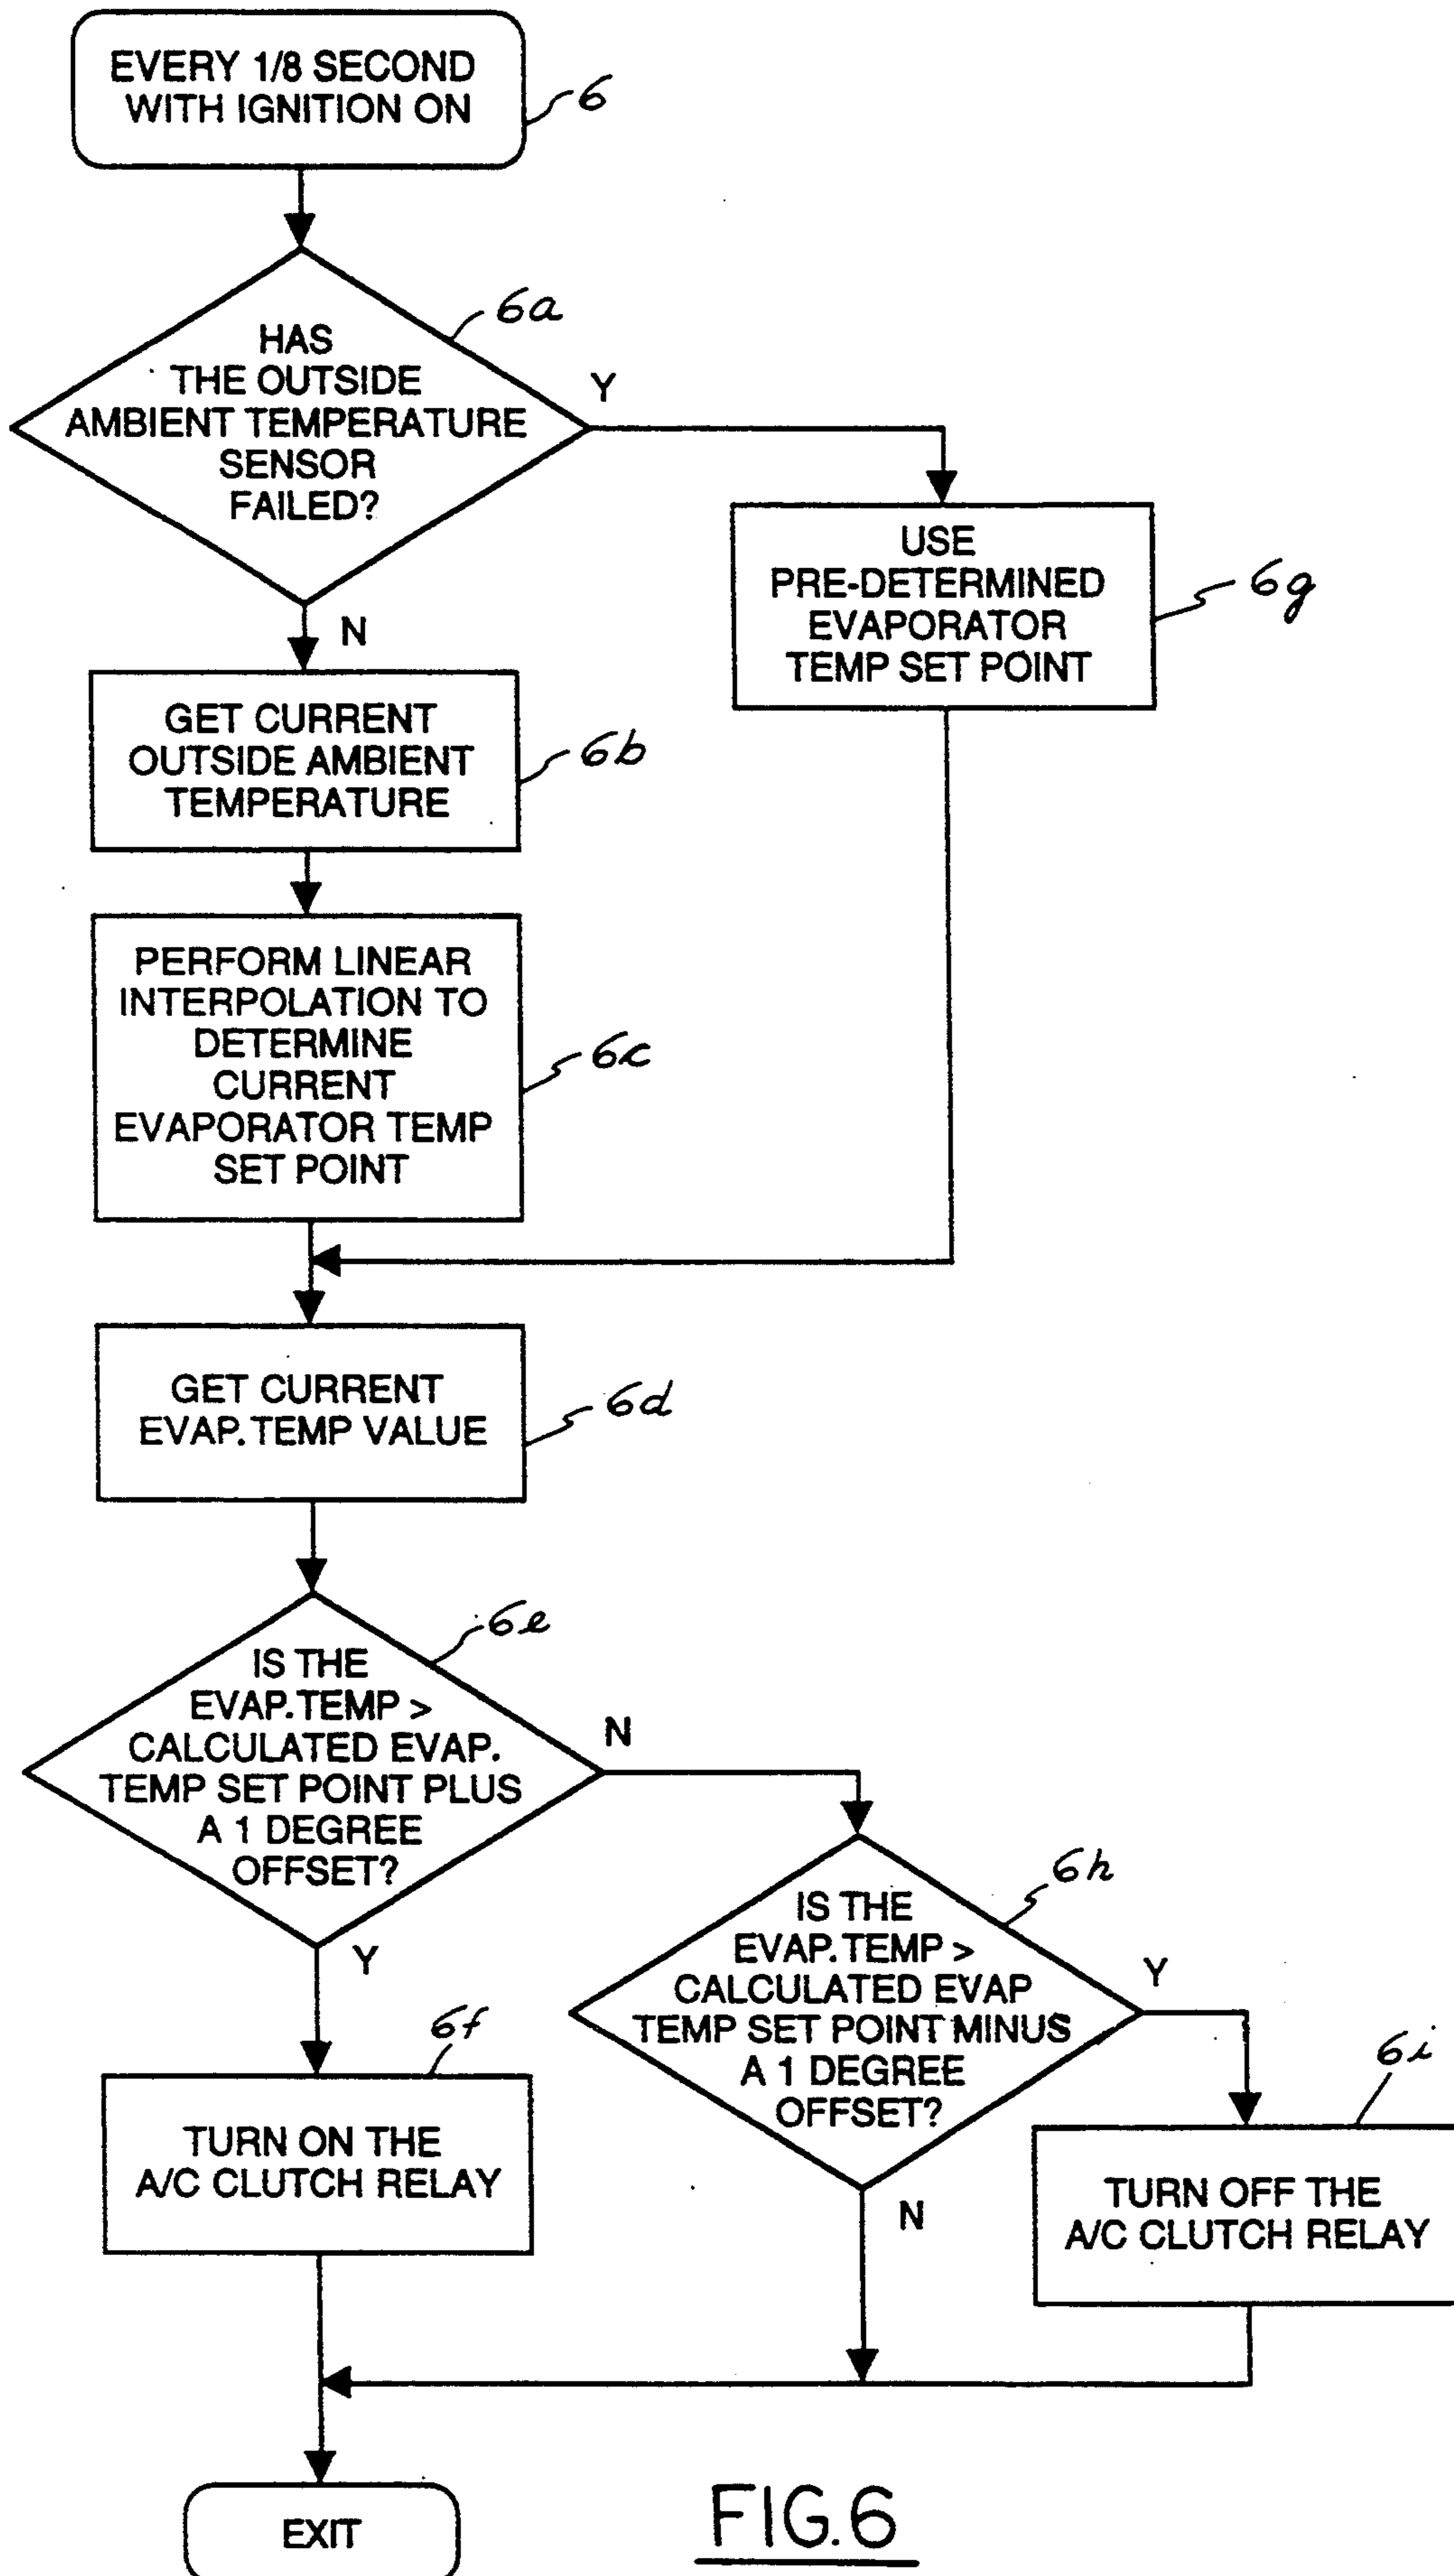 EVERY 1/8 SECOND
WITH IGNITION ON
6
HAS
THE OUTSIDE
AMBIENT TEMPERATURE
SENSOR
FAILED?
6a
Y
N
USE
PRE-DETERMINED
EVAPORATOR
TEMP SET POINT
6g
GET CURRENT
OUTSIDE AMBIENT
TEMPERATURE
6b
PERFORM LINEAR
INTERPOLATION TO
DETERMINE
CURRENT
EVAPORATOR TEMP
SET POINT
6c
GET CURRENT
EVAP.TEMP VALUE
6d
IS THE
EVAP.TEMP >
CALCULATED EVAP.
TEMP SET POINT PLUS
A 1 DEGREE
OFFSET?
6e
N
Y
IS THE
EVAP.TEMP >
CALCULATED EVAP
TEMP SET POINT MINUS
A 1 DEGREE
OFFSET?
6h
Y
N
TURN ON THE
A/C CLUTCH RELAY
6f
TURN OFF THE
A/C CLUTCH RELAY
6i
EXIT
FIG.6